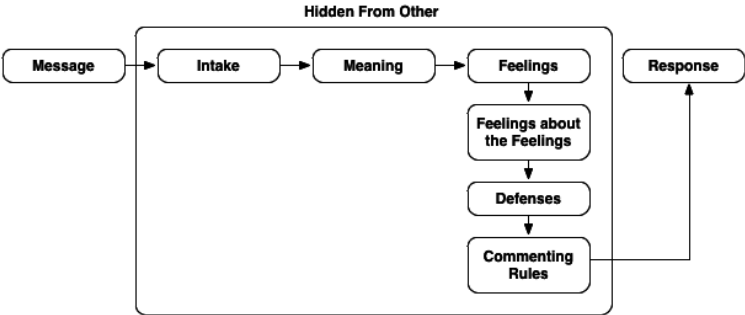 Hidden From Other
Message
Intake
Meaning
Feelings
Response
Feelings about
the Feelings
Defenses
Commenting
Rules